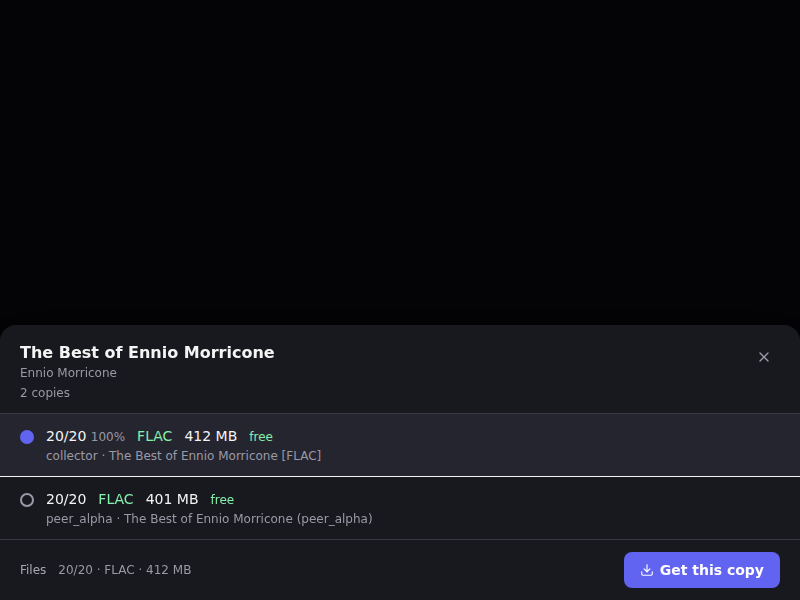 The Best of Ennio Morricone
Ennio Morricone
2 copies
20/20 100% FLAC 412 MB free
collector · The Best of Ennio Morricone [FLAC]
20/20 FLAC 401 MB free
peer_alpha · The Best of Ennio Morricone (peer_alpha)
Files 20/20 · FLAC · 412 MB
Get this copy